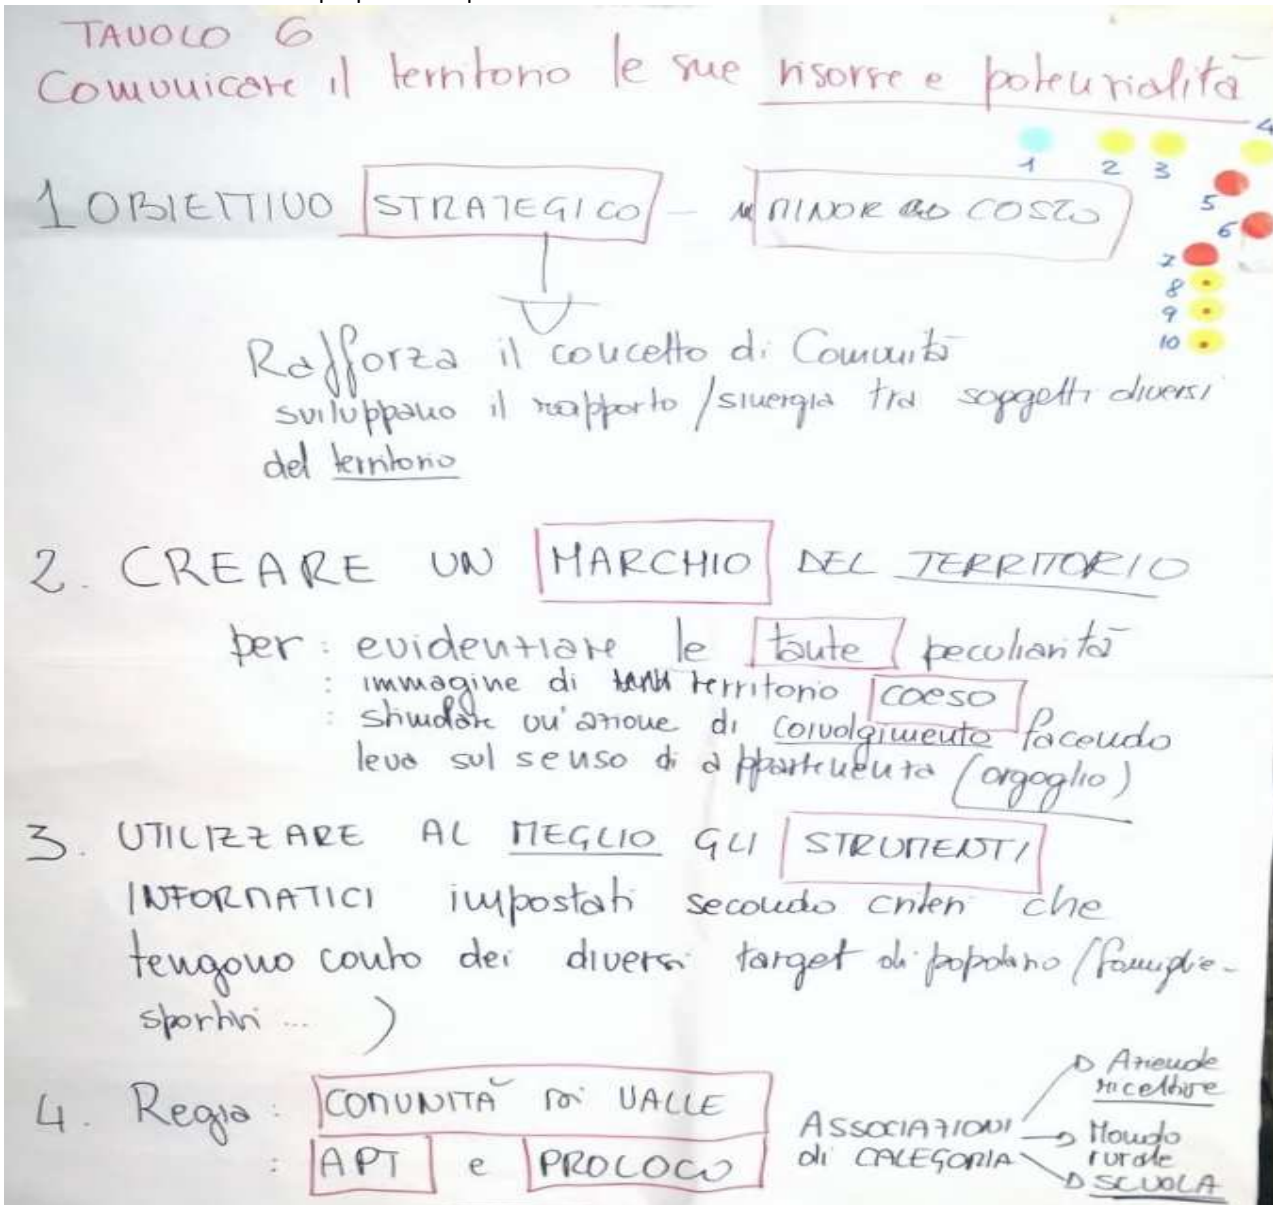 TAVOLO 6
Comunicare il territorio le sue risorse e potenzialità
1 2 3 4
5
6
7
8
9
10
1 OBIETTIVO STRATEGICO - MINOR COSTO
Rafforza il concetto di Comunità
sviluppano il rapporto / sinergia tra soggetti diversi
del territorio
2. CREARE UN MARCHIO DEL TERRITORIO
per : evidenziare le tante peculiarità
: immagine di territorio coeso
: stimolare un'azione di coivolgimento facendo
leva sul senso di appartenenza (orgoglio)
3. UTILIZZARE AL MEGLIO GLI STRUMENTI
INFORMATICI impostati secondo criteri che
tengono conto dei diversi target di (famiglie -
sportivi ... )
4. Regia : COMUNITÀ di VALLE
: APT e PROLOCO
ASSOCIAZIONI
di CATEGORIA
Aziende
ricettive
Mondo
rurale
SCUOLA